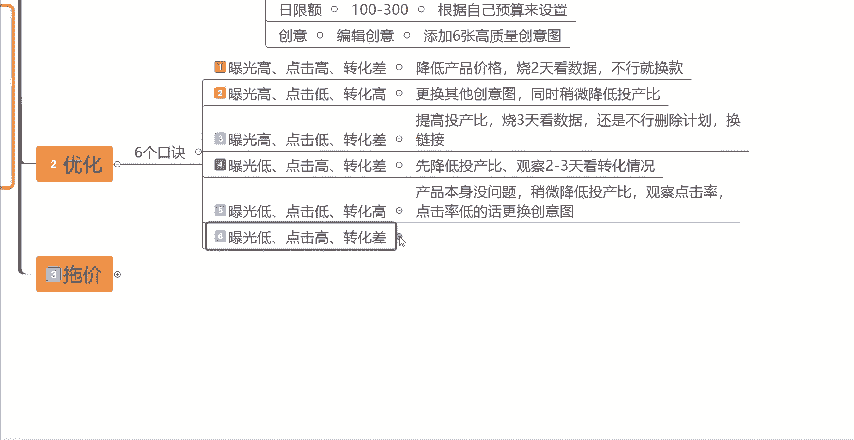 日限额 100-300 根据自己预算来设置
创意 编辑创意 添加6张高质量创意图
1 曝光高、点击高、转化差 降低产品价格，烧2天看数据，不行就换款
2 曝光高、点击低、转化高 更换其他创意图，同时稍微降低投产比
3 曝光高、点击低、转化差 提高投产比，烧3天看数据，还是不行删除计划，换
链接
4 曝光低、点击高、转化差 先降低投产比、观察2-3天看转化情况
5 曝光低、点击低、转化高 产品本身没问题，稍微降低投产比，观察点击率，
点击率低的话更换创意图
6 曝光低、点击高、转化差
2 优化
6个口诀
3 拖价